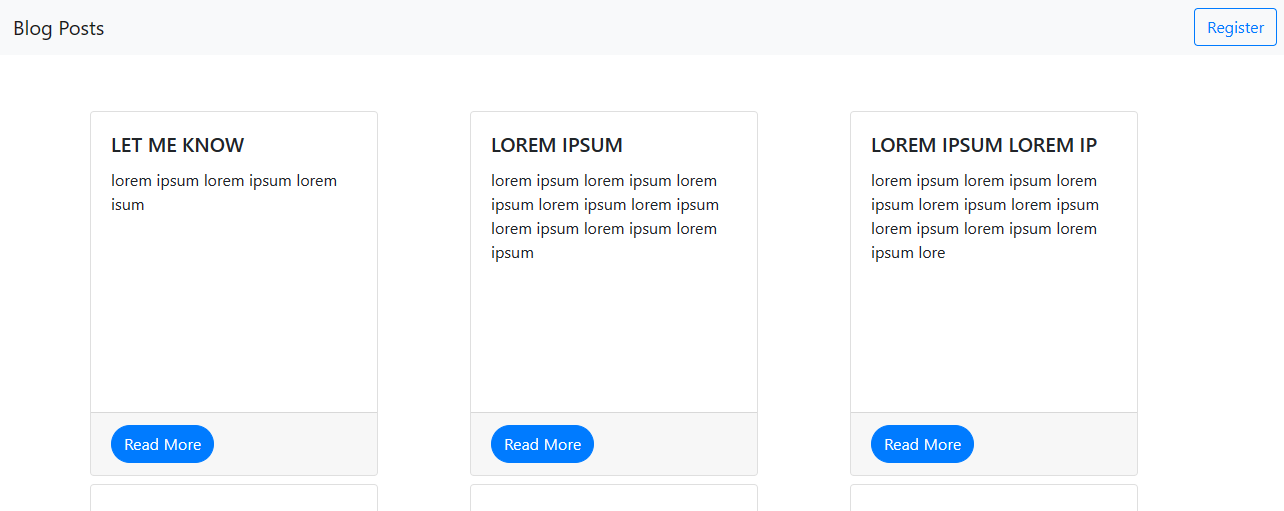 Blog Posts
Register
LET ME KNOW
lorem ipsum lorem ipsum lorem
isum
Read More
LOREM IPSUM
lorem ipsum lorem ipsum lorem
ipsum lorem ipsum lorem ipsum
lorem ipsum lorem ipsum lorem
ipsum
Read More
LOREM IPSUM LOREM IP
lorem ipsum lorem ipsum lorem
ipsum lorem ipsum lorem ipsum
lorem ipsum lorem ipsum lorem
ipsum lore
Read More